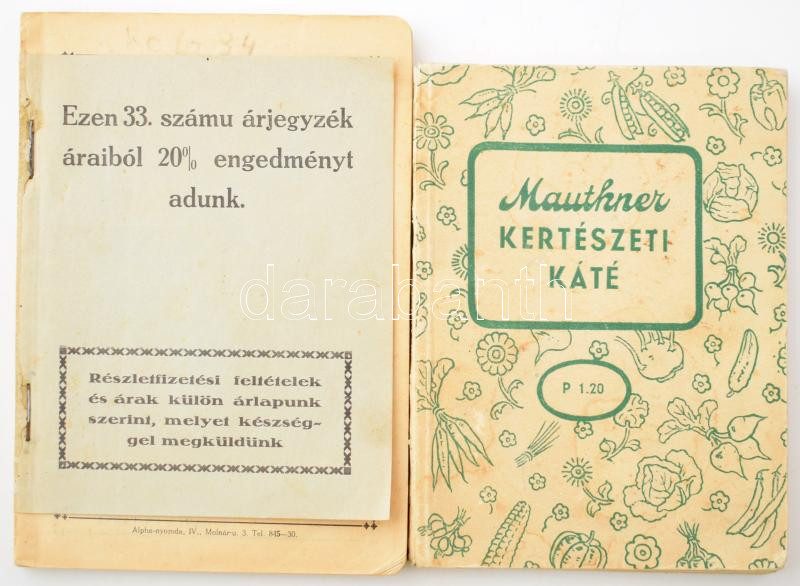 Ezen 33. számu árjegyzék
áraiból 20% engedményt
adunk.
Részletfizetési feltételek
és árak külön árlapunk
szerint, melyet készség-
gel megküldünk
Alpha-nyomda, IV., Molnár-u. 3. Tel. 845—30.
Mauthner
KERTÉSZETI
KÁTÉ
P 1.20
darabanth